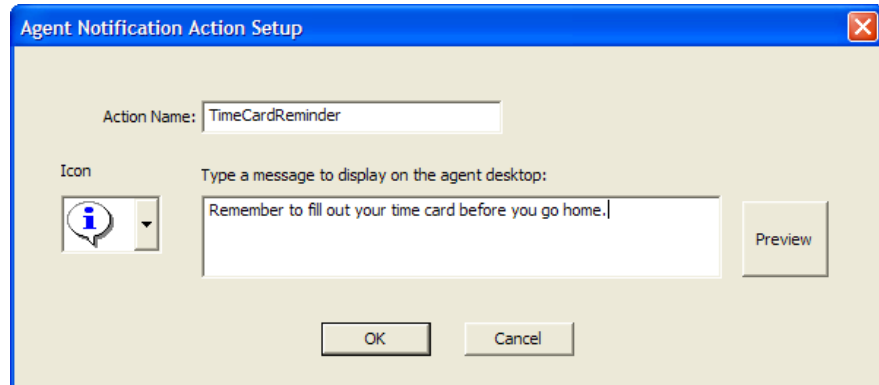 Agent Notification Action Setup
Action Name: TimeCardReminder
Icon
Type a message to display on the agent desktop:
Remember to fill out your time card before you go home.
Preview
OK
Cancel